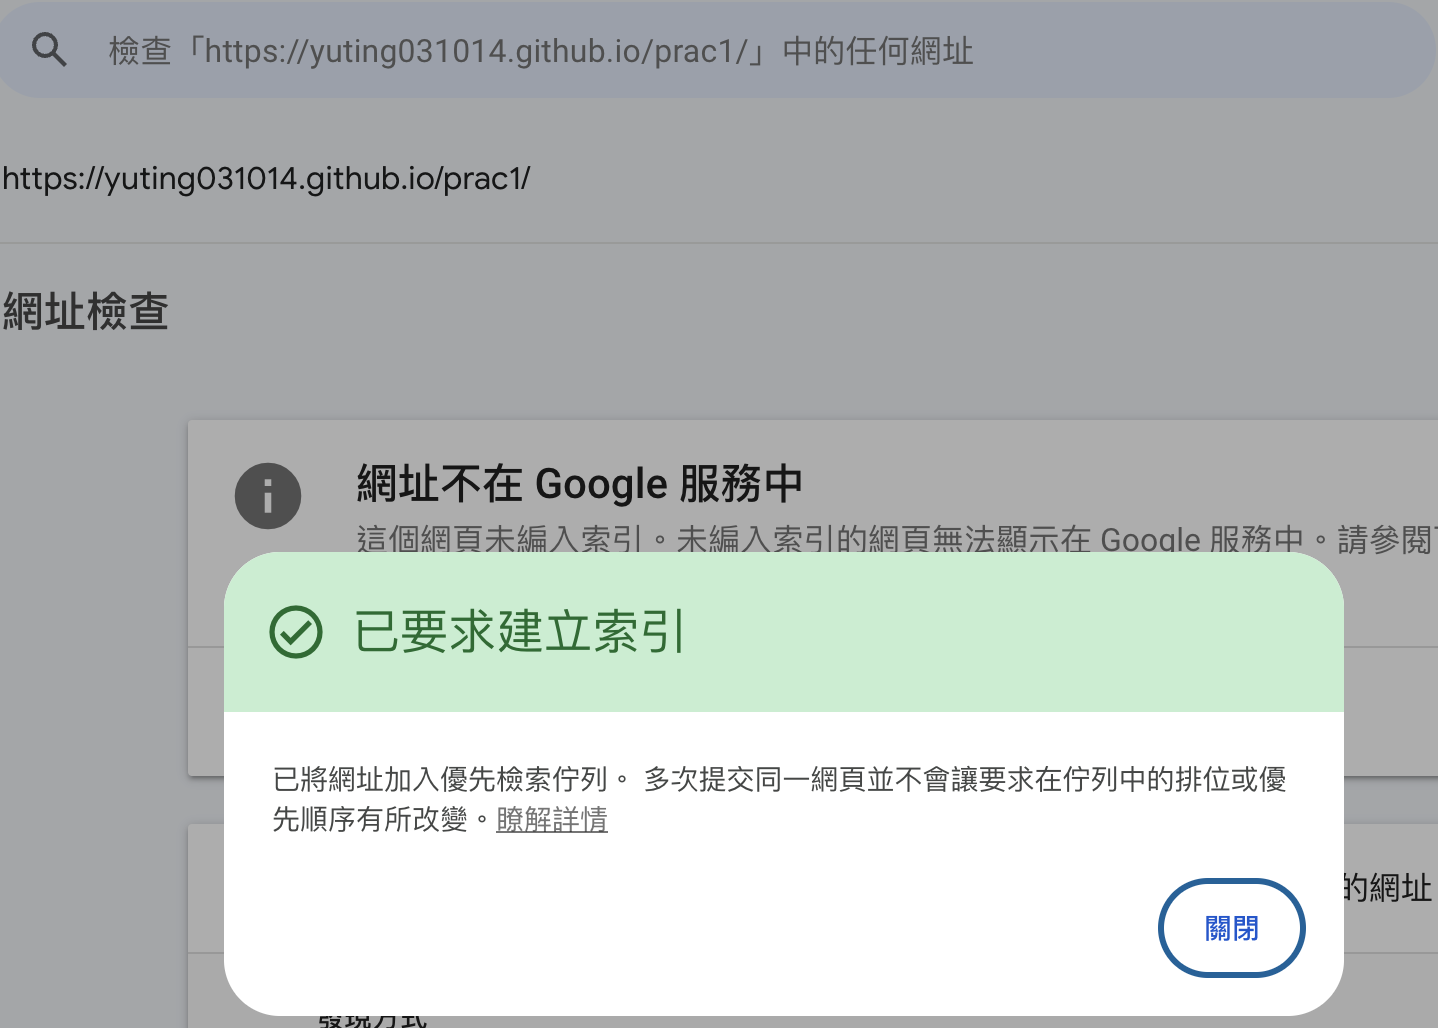 檢查「https://yuting031014.github.io/prac1/」中的任何網址
https://yuting031014.github.io/prac1/
網址檢查
網址不在 Google 服務中
這個網頁未編入索引。未編入索引的網頁無法顯示在 Google 服務中。請參閱
已要求建立索引
已將網址加入優先檢索佇列。 多次提交同一網頁並不會讓要求在佇列中的排位或優
先順序有所改變。瞭解詳情
的網址
關閉
發現方式